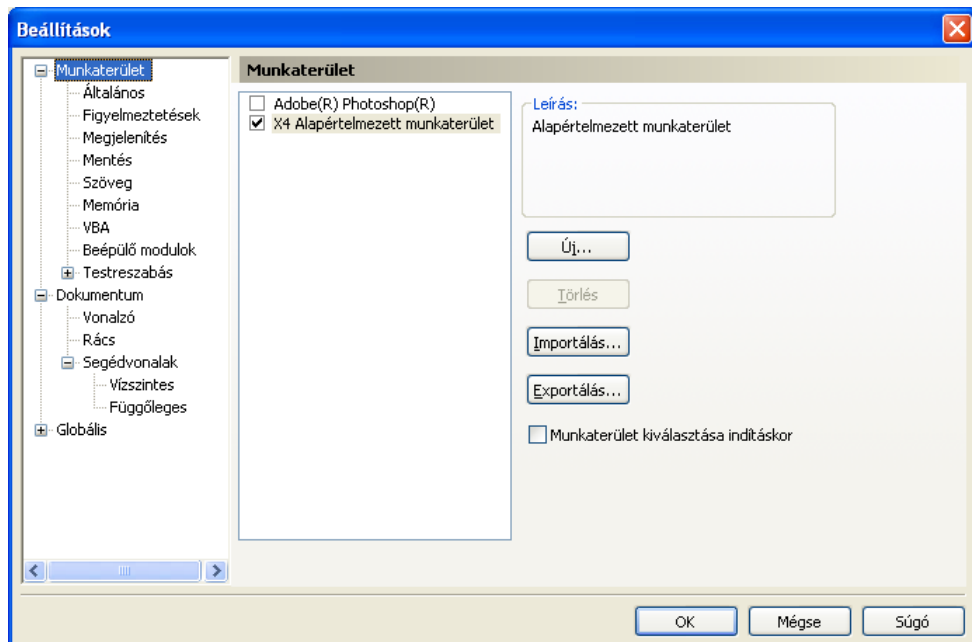 Beállítások
Munkaterület
Általános
Figyelmeztetések
Megjelenítés
Mentés
Szöveg
Memória
VBA
Beépülő modulok
Testreszabás
Dokumentum
Vonalzó
Rács
Segédvonalak
Vízszintes
Függőleges
Globális
Munkaterület
Adobe(R) Photoshop(R)
X4 Alapértelmezett munkaterület
Leírás:
Alapértelmezett munkaterület
Új...
Törlés
Importálás...
Exportálás...
Munkaterület kiválasztása indításkor
OK
Mégse
Súgó